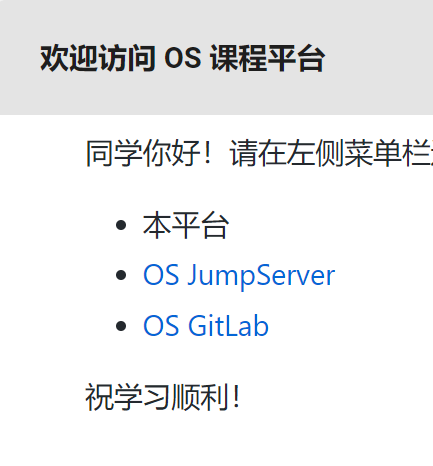 欢迎访问 OS 课程平台
同学你好！请在左侧菜单栏
本平台
OS JumpServer
OS GitLab
祝学习顺利！